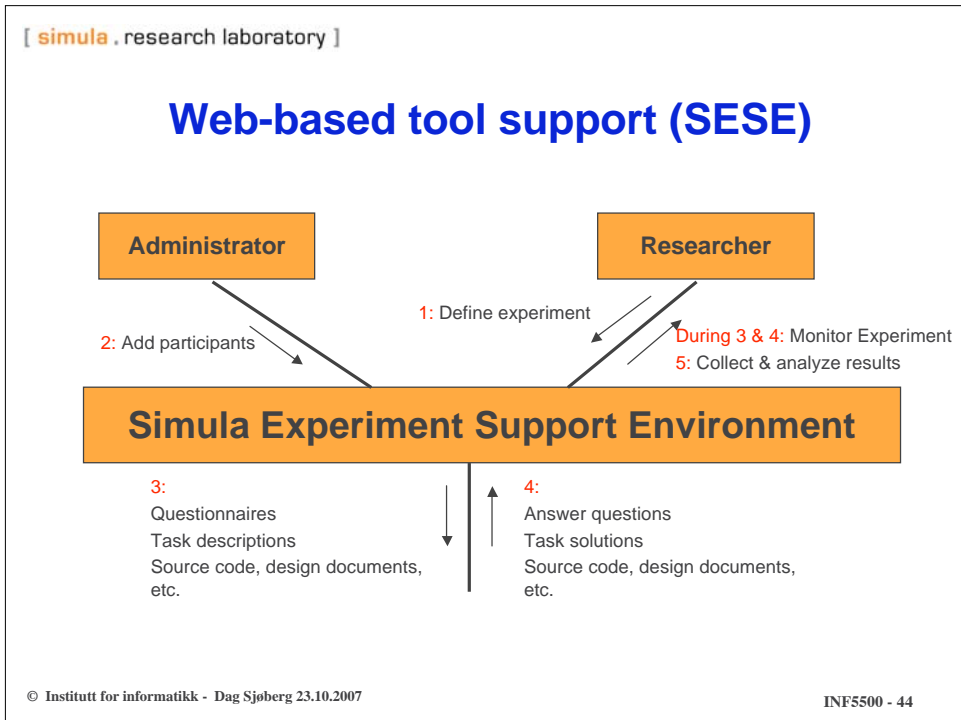 [ simula . research laboratory ]
Web-based tool support (SESE)
Administrator
Researcher
1: Define experiment
2: Add participants
During 3 & 4: Monitor Experiment
5: Collect & analyze results
Simula Experiment Support Environment
3:
Questionnaires
Task descriptions
Source code, design documents,
etc.
4:
Answer questions
Task solutions
Source code, design documents,
etc.
© Institutt for informatikk - Dag Sjøberg 23.10.2007
INF5500 - 44